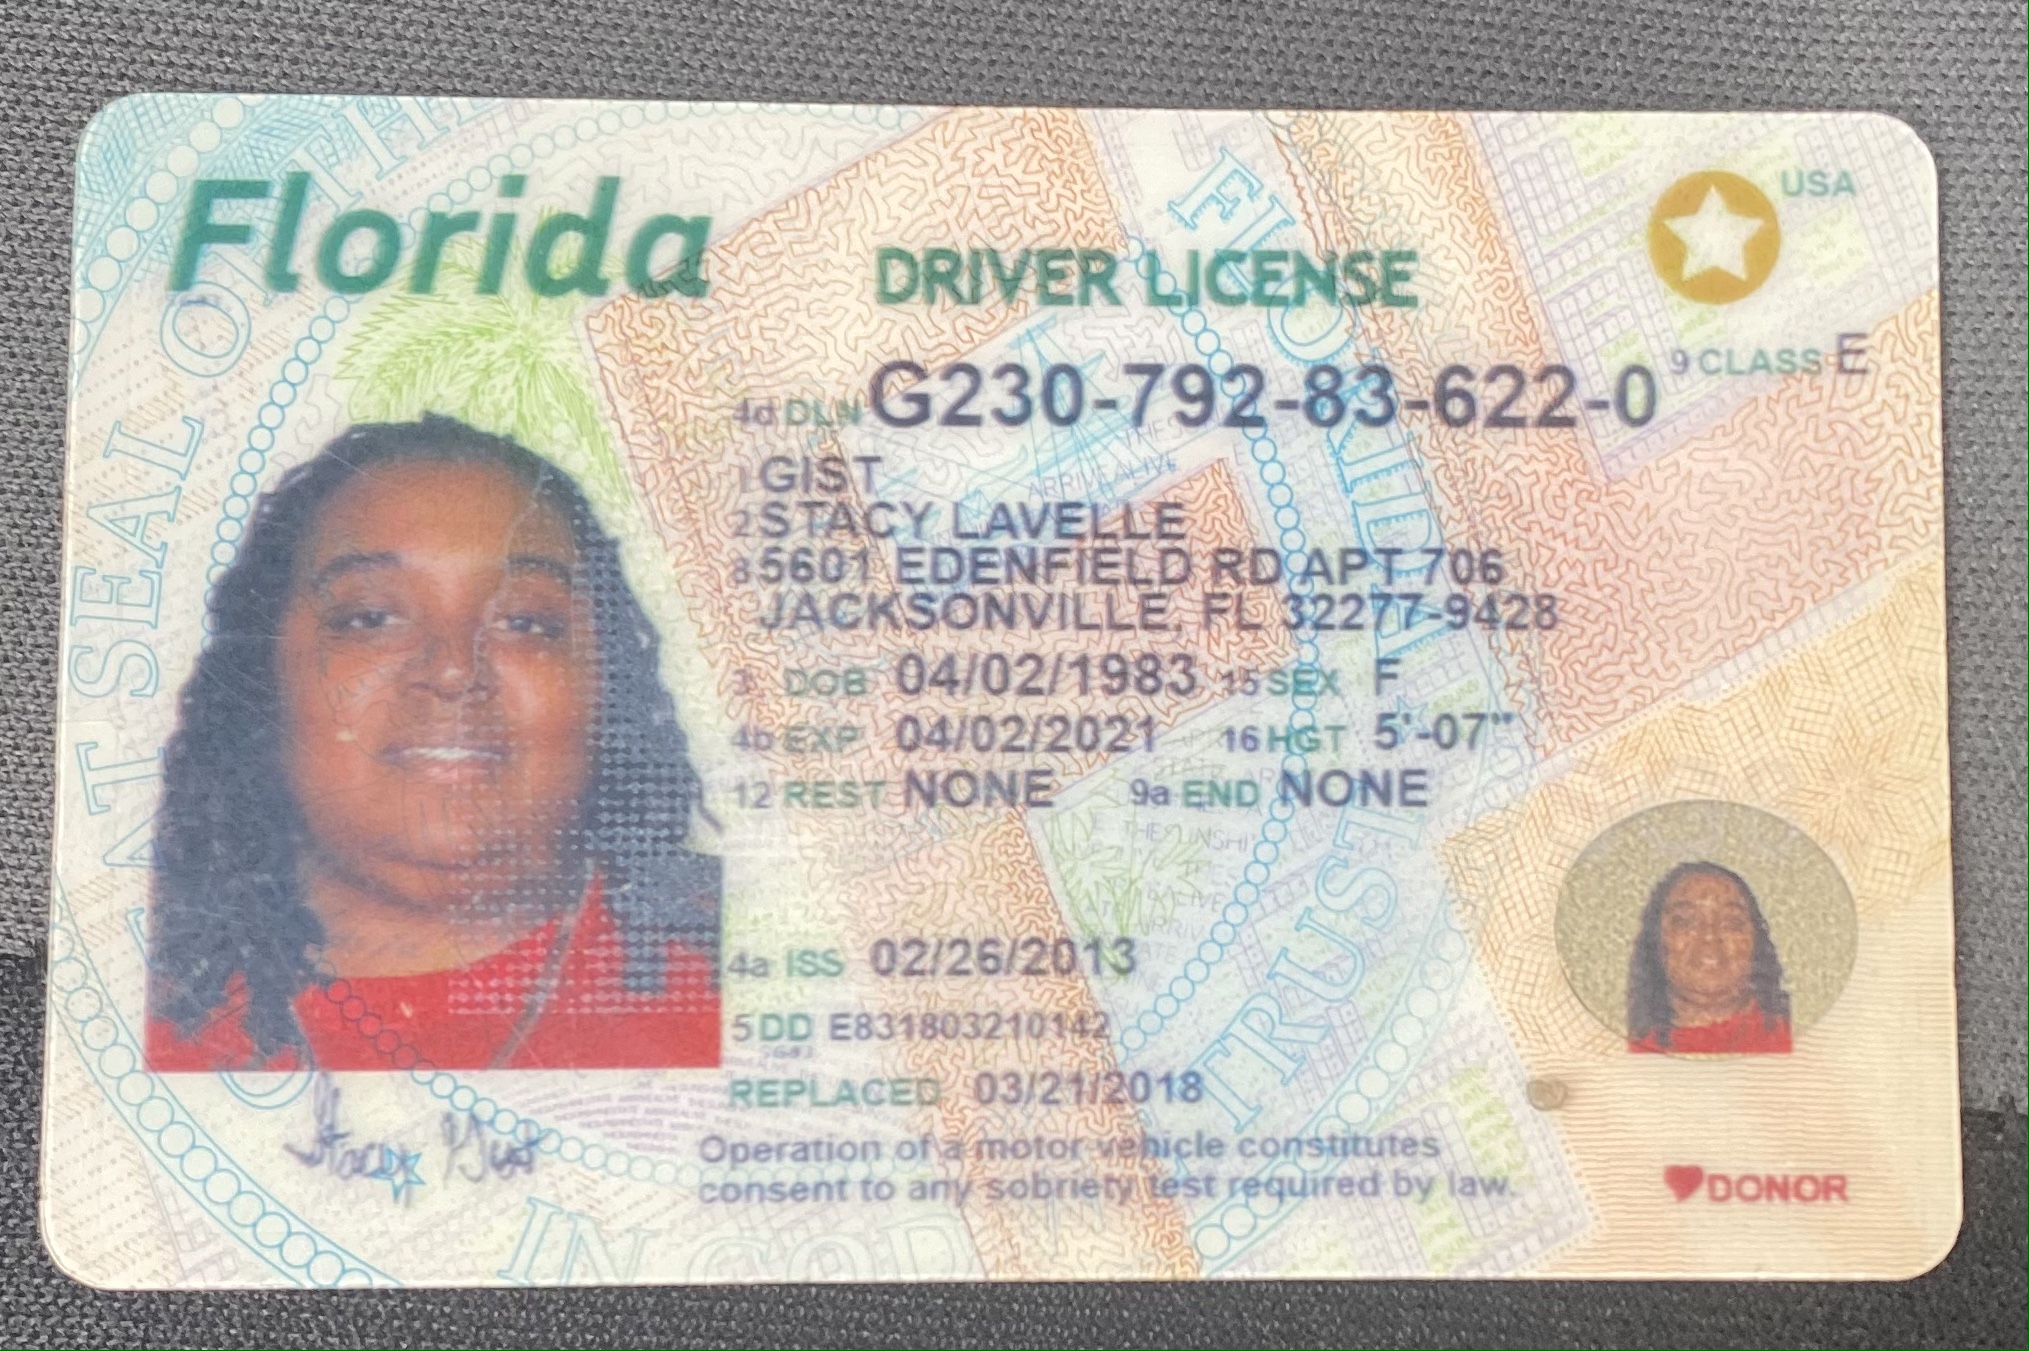 Florida
DRIVER LICENSE
USA
9 CLASS E
4d DLN G230-792-83-622-0
1 GIST
2 STACY LAVELLE
8 5601 EDENFIELD RD APT 706
JACKSONVILLE, FL 32277-9428
3 DOB 04/02/1983 15 SEX F
4b EXP 04/02/2021 16 HGT 5'-07"
12 REST NONE 9a END NONE
4a ISS 02/26/2013
5 DD E831803210142
REPLACED 03/21/2018
Operation of a motor vehicle constitutes
consent to any sobriety test required by law.
DONOR
Stacy Gist
SEAL OF THE
FLORIDA
TRUST
IN GOD
ARRIVE ALIVE